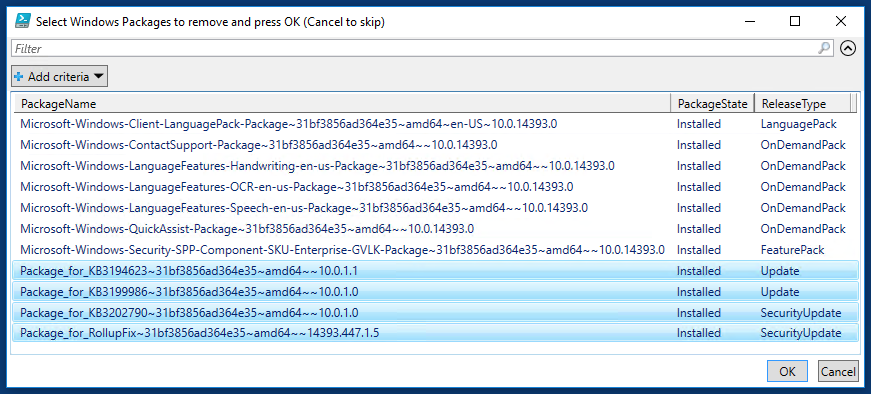 Select Windows Packages to remove and press OK (Cancel to skip)
Filter
Add criteria
PackageName PackageState ReleaseType
Microsoft-Windows-Client-LanguagePack-Package~31bf3856ad364e35~amd64~en-US~10.0.14393.0 Installed LanguagePack
Microsoft-Windows-ContactSupport-Package~31bf3856ad364e35~amd64~~10.0.14393.0 Installed OnDemandPack
Microsoft-Windows-LanguageFeatures-Handwriting-en-us-Package~31bf3856ad364e35~amd64~~10.0.14393.0 Installed OnDemandPack
Microsoft-Windows-LanguageFeatures-OCR-en-us-Package~31bf3856ad364e35~amd64~~10.0.14393.0 Installed OnDemandPack
Microsoft-Windows-LanguageFeatures-Speech-en-us-Package~31bf3856ad364e35~amd64~~10.0.14393.0 Installed OnDemandPack
Microsoft-Windows-QuickAssist-Package~31bf3856ad364e35~amd64~~10.0.14393.0 Installed OnDemandPack
Microsoft-Windows-Security-SPP-Component-SKU-Enterprise-GVLK-Package~31bf3856ad364e35~amd64~~10.0.14393.0 Installed FeaturePack
Package_for_KB3194623~31bf3856ad364e35~amd64~~10.0.1.1 Installed Update
Package_for_KB3199986~31bf3856ad364e35~amd64~~10.0.1.0 Installed Update
Package_for_KB3202790~31bf3856ad364e35~amd64~~10.0.1.0 Installed SecurityUpdate
Package_for_RollupFix~31bf3856ad364e35~amd64~~14393.447.1.5 Installed SecurityUpdate
OK Cancel